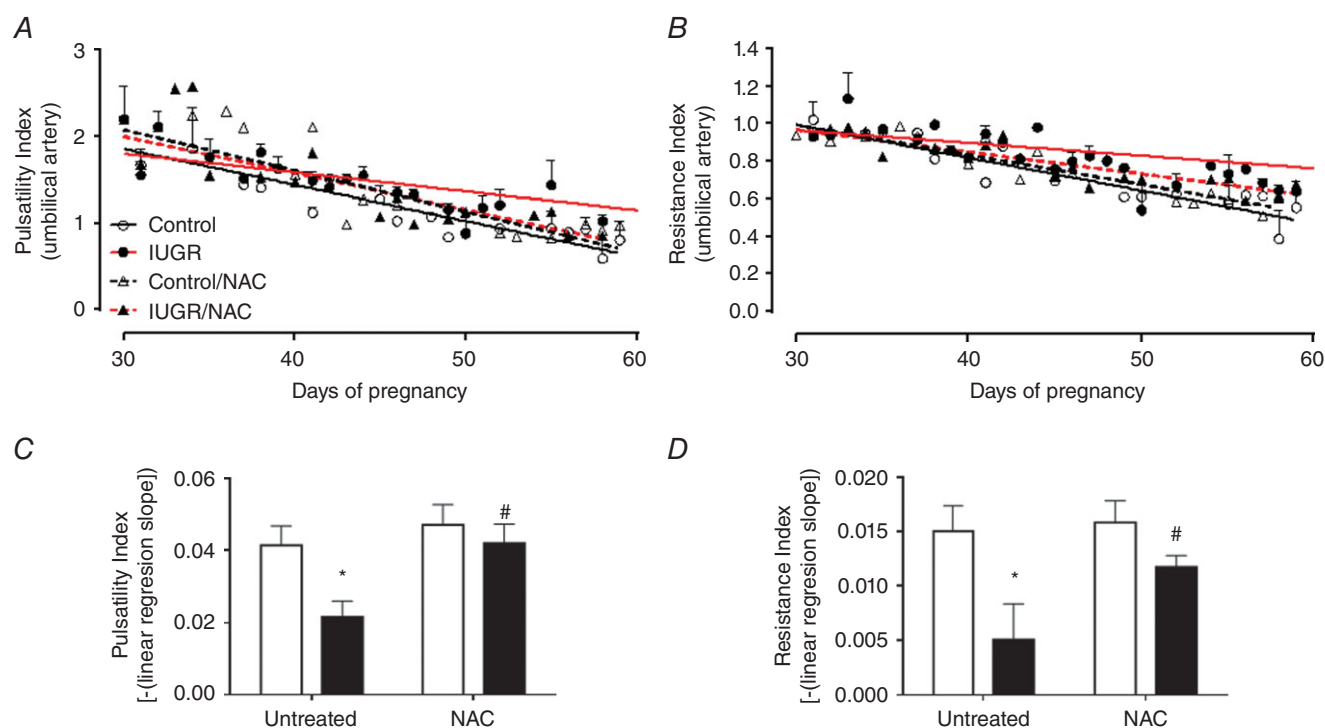 A
Pulsatility Index
(umbilical artery)
3
2
1
0
Control
IUGR
Control/NAC
IUGR/NAC
30
40
50
60
Days of pregnancy
B
Resistance Index
(umbilical artery)
1.4
1.2
1.0
0.8
0.6
0.4
0.2
0.0
30
40
50
60
Days of pregnancy
C
Pulsatility Index
[-(linear regression slope])
0.06
0.04
0.02
0.00
*
#
Untreated
NAC
D
Resistance Index
[-(linear regresion slope])
0.020
0.015
0.010
0.005
0.000
*
#
Untreated
NAC